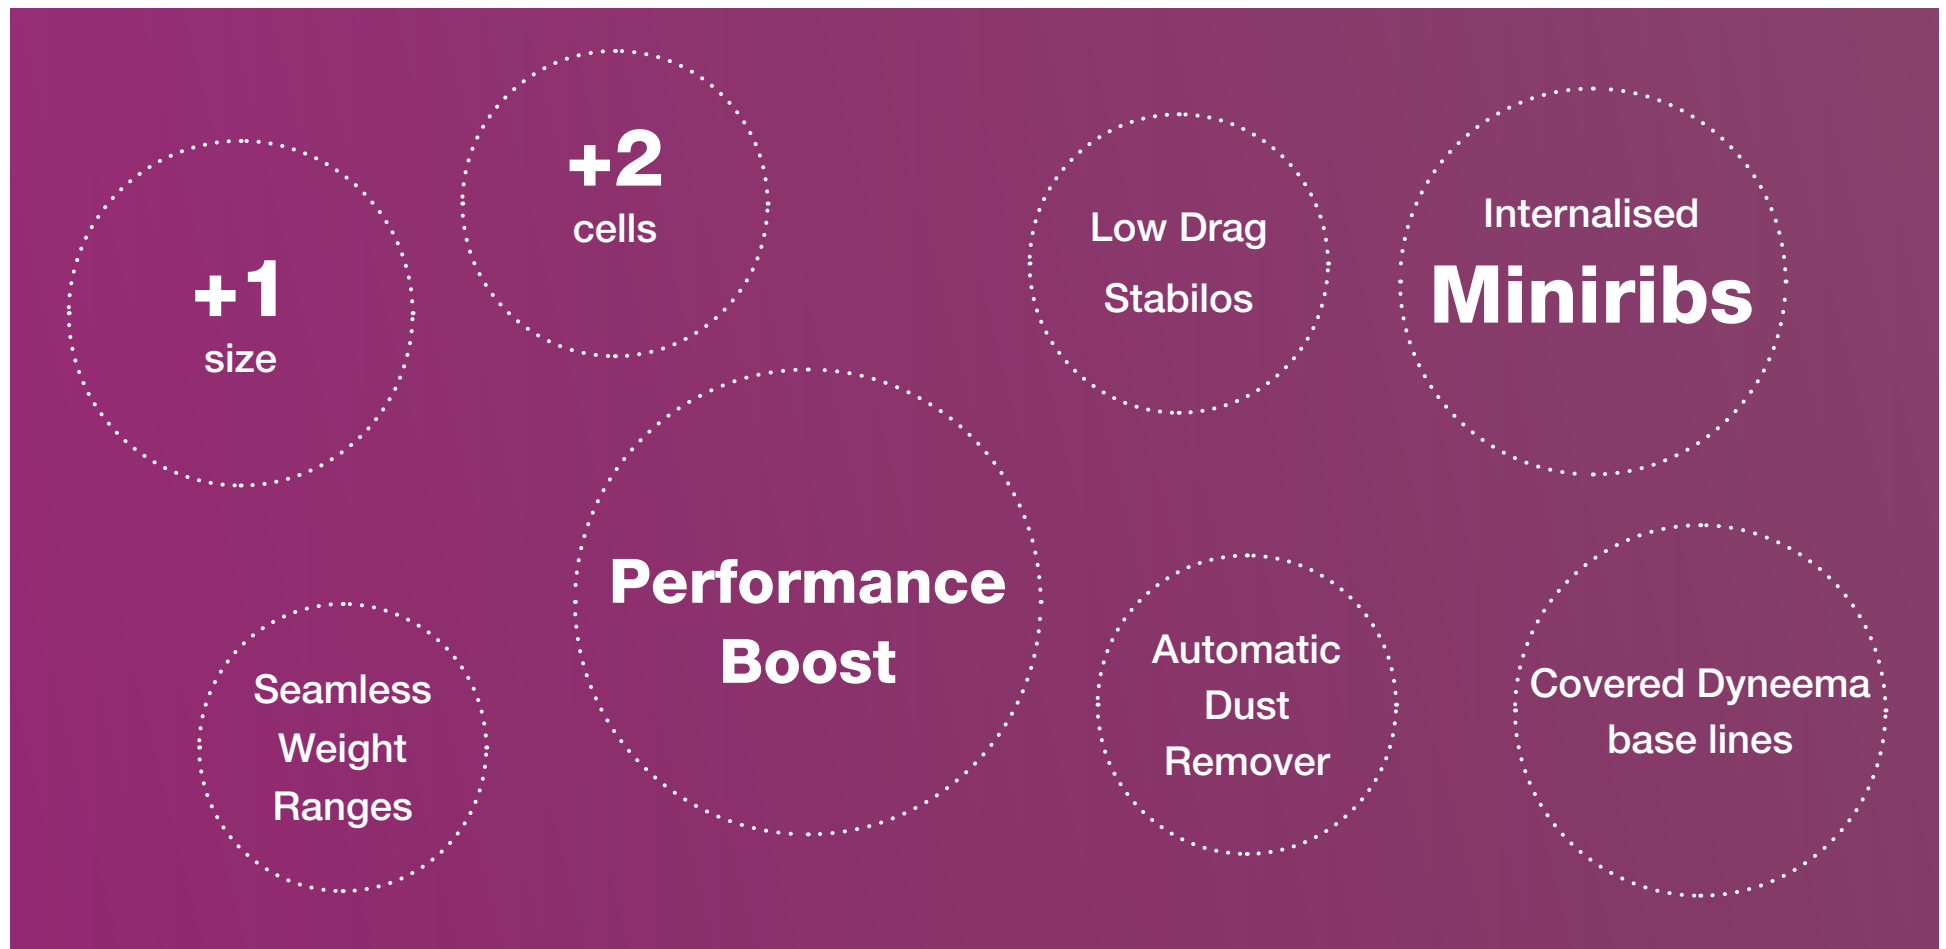 +1
size
+2
cells
Low Drag
Stabilos
Internalised
Miniribs
Performance
Boost
Seamless
Weight
Ranges
Automatic
Dust
Remover
Covered Dyneema
base lines